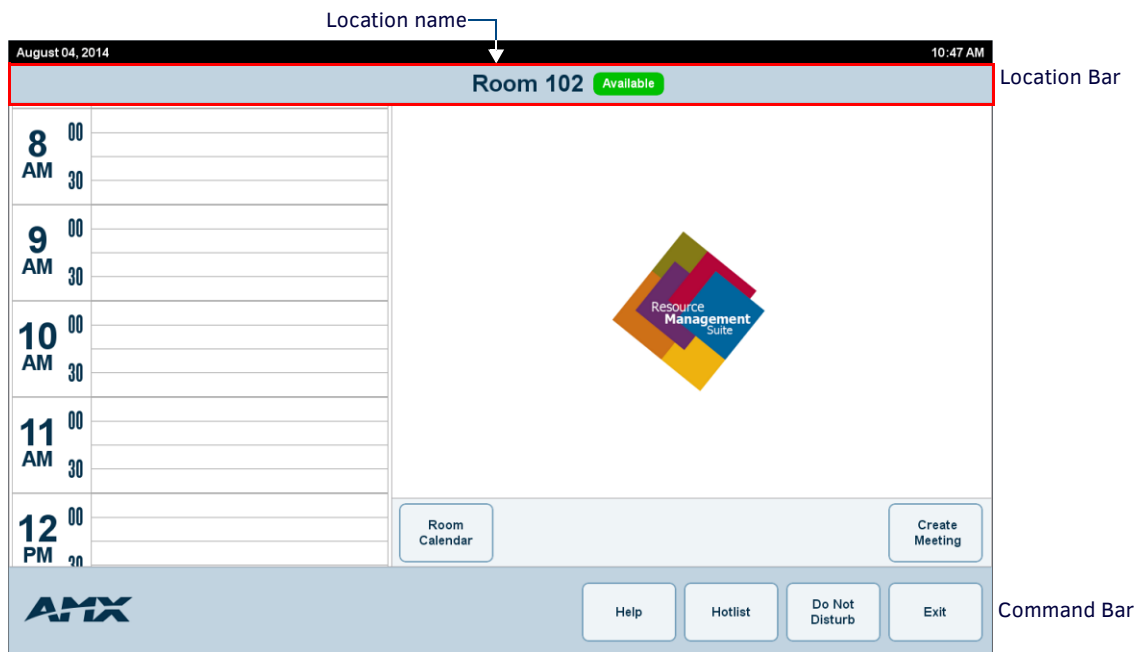 Location name
August 04, 2014 10:47 AM
Room 102 Available
Location Bar
8 00
AM 30
9 00
AM 30
10 00
AM 30
11 00
AM 30
12 00
PM 30
Resource
Management
Suite
Room
Calendar
Create
Meeting
AMX
Help
Hotlist
Do Not
Disturb
Exit
Command Bar